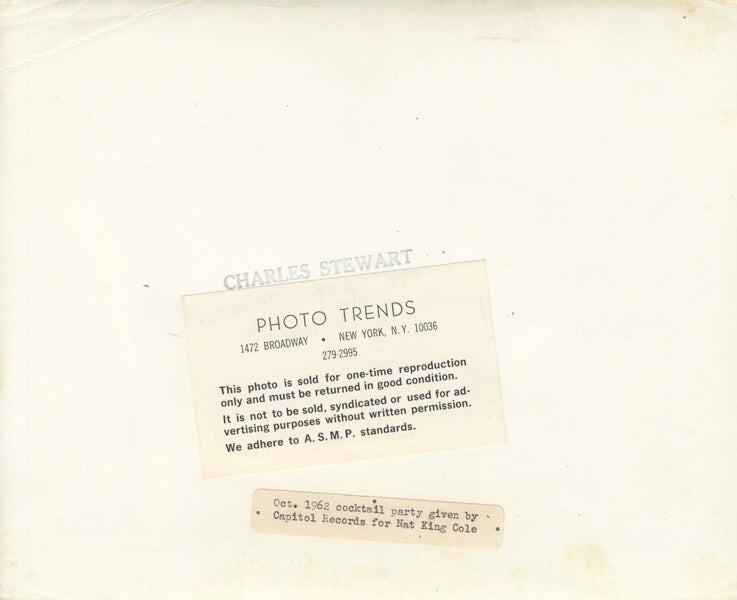 CHARLES STEWART
PHOTO TRENDS
1472 BROADWAY • NEW YORK, N.Y. 10036
279-2995
This photo is sold for one-time reproduction
only and must be returned in good condition.
It is not to be sold, syndicated or used for ad-
vertising purposes without written permission.
We adhere to A.S.M.P. standards.
Oct. 1962 cocktail party given by
Capitol Records for Nat King Cole